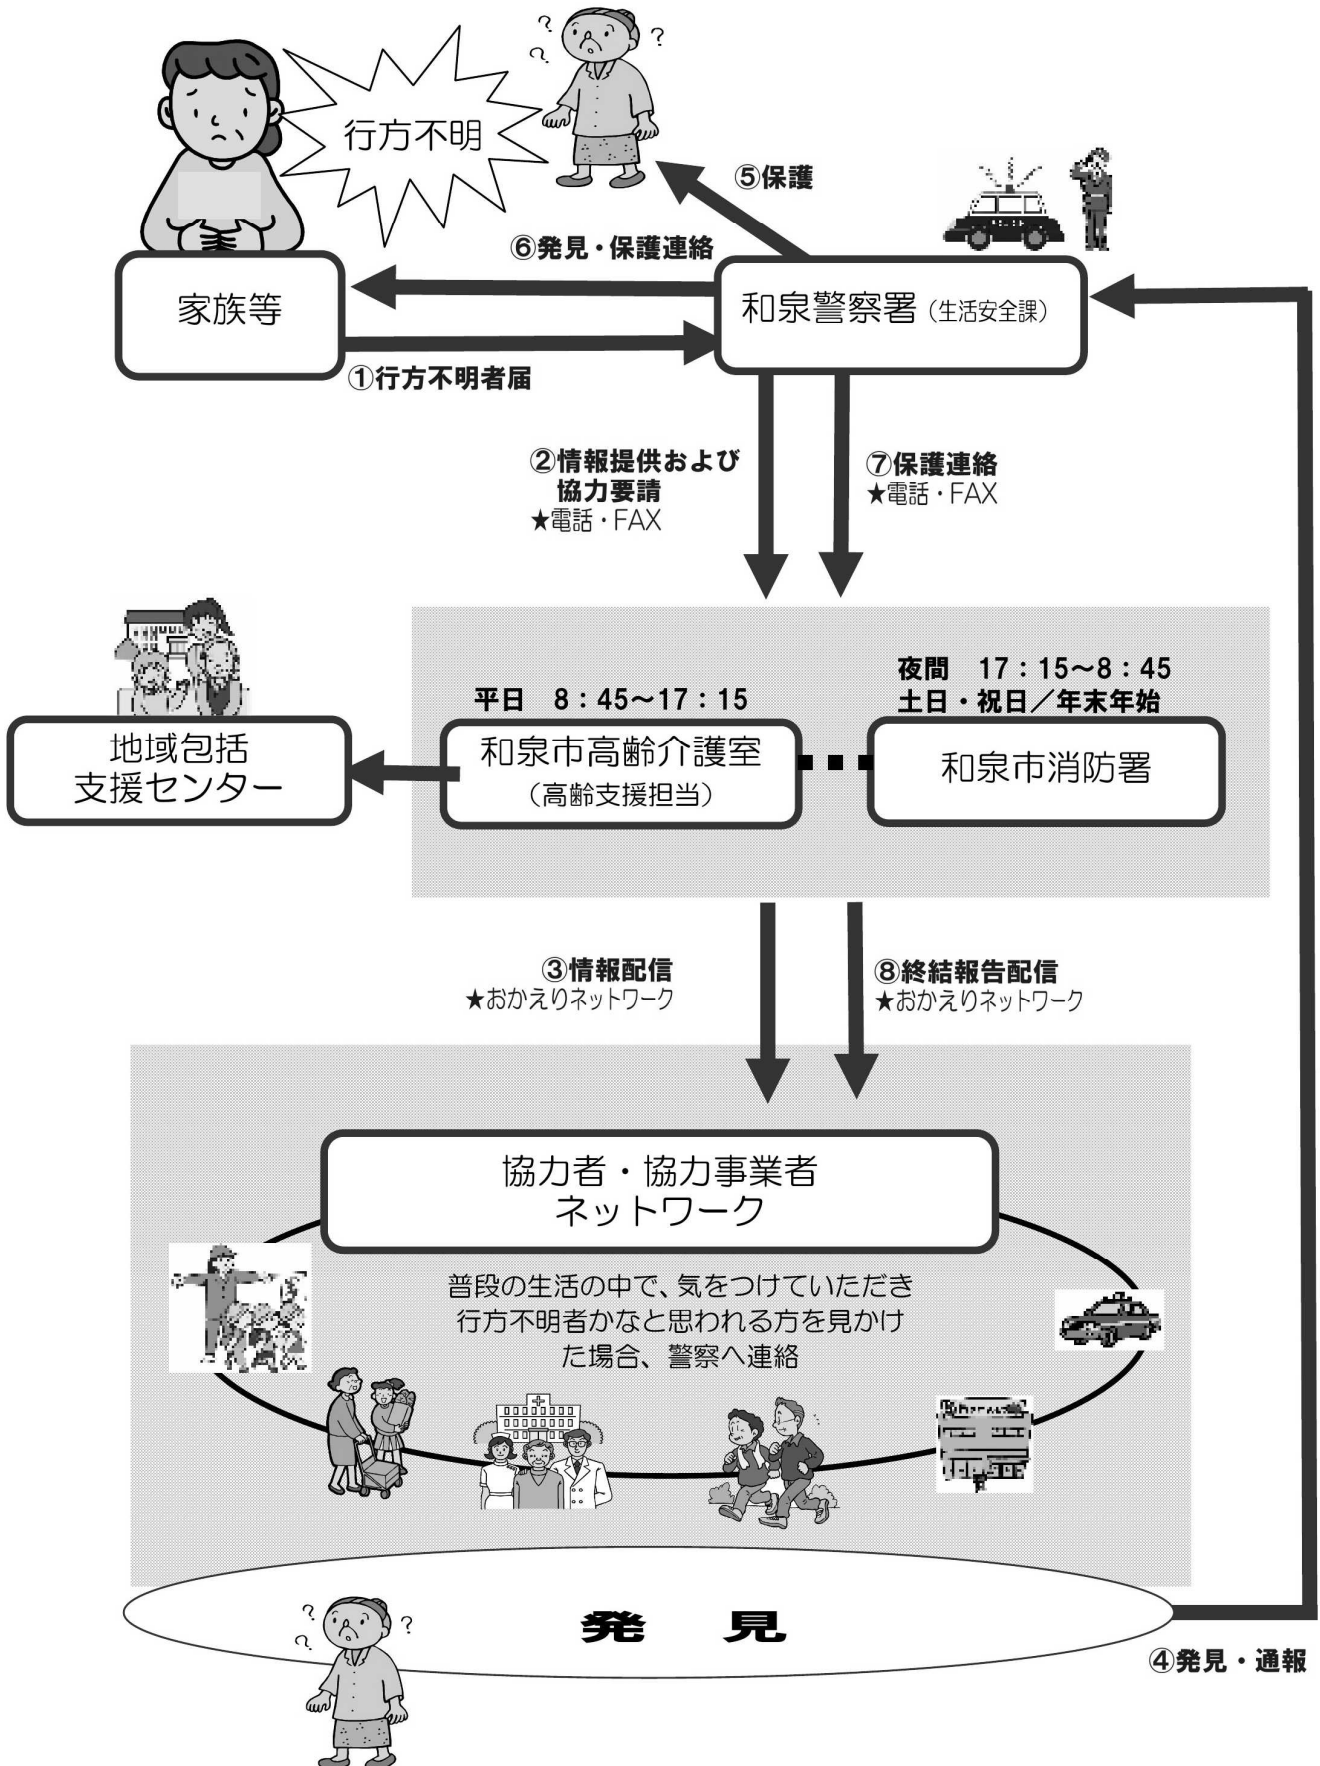 行方不明
?
?
?
⑤保護
⑥発見・保護連絡
家族等
和泉警察署(生活安全課)
①行方不明者届
②情報提供および
協力要請
★電話・FAX
⑦保護連絡
★電話・FAX
夜間 17:15~8:45
土日・祝日/年末年始
平日 8:45~17:15
地域包括
支援センター
和泉市高齢介護室
(高齢支援担当)
和泉市消防署
③情報配信
★おかえりネットワーク
⑧終結報告配信
★おかえりネットワーク
協力者・協力事業者
ネットワーク
普段の生活の中で、気をつけていただき
行方不明者かなと思われる方を見かけ
た場合、警察へ連絡
発 見
?
?
?
④発見・通報